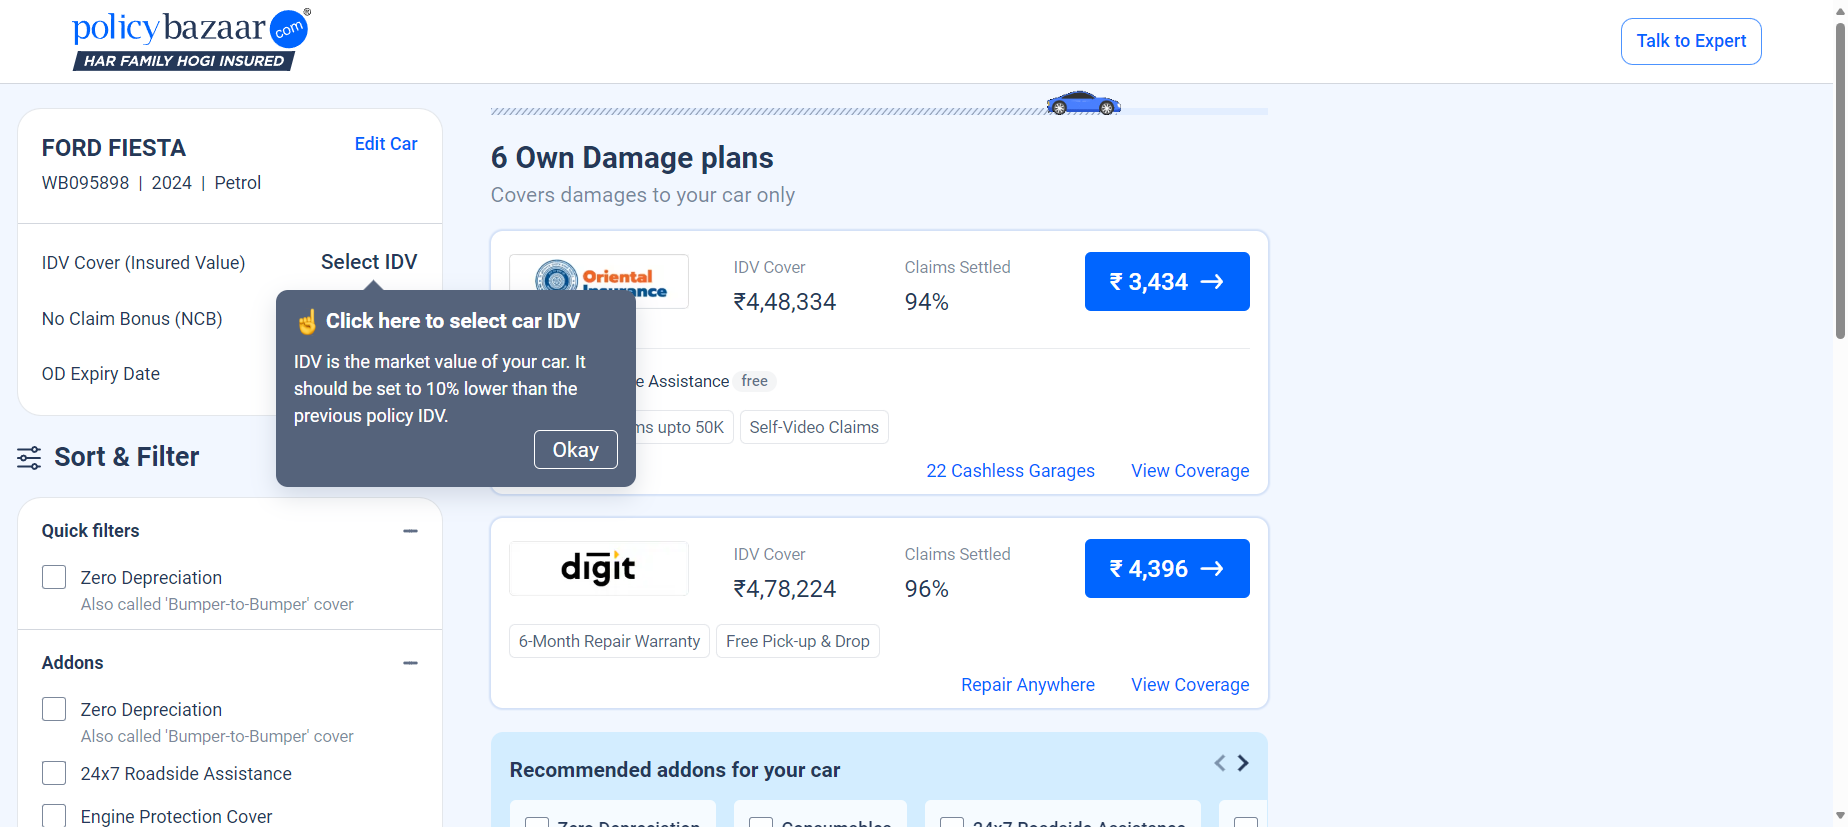 policybazaar.com®
HAR FAMILY HOGI INSURED
Talk to Expert
FORD FIESTA
Edit Car
WB095898 | 2024 | Petrol
IDV Cover (Insured Value)
Select IDV
No Claim Bonus (NCB)
OD Expiry Date
☝ Click here to select car IDV
IDV is the market value of your car. It
should be set to 10% lower than the
previous policy IDV.
Okay
Sort & Filter
Quick filters
Zero Depreciation
Also called 'Bumper-to-Bumper' cover
Addons
Zero Depreciation
Also called 'Bumper-to-Bumper' cover
24x7 Roadside Assistance
Engine Protection Cover
6 Own Damage plans
Covers damages to your car only
Oriental
Insurance
IDV Cover
₹4,48,334
Claims Settled
94%
₹ 3,434 →
e Assistance free
ms upto 50K
Self-Video Claims
22 Cashless Garages
View Coverage
digit
IDV Cover
₹4,78,224
Claims Settled
96%
₹ 4,396 →
6-Month Repair Warranty
Free Pick-up & Drop
Repair Anywhere
View Coverage
Recommended addons for your car
Zero Depreciation
Consumables
24x7 Roadside Assistance